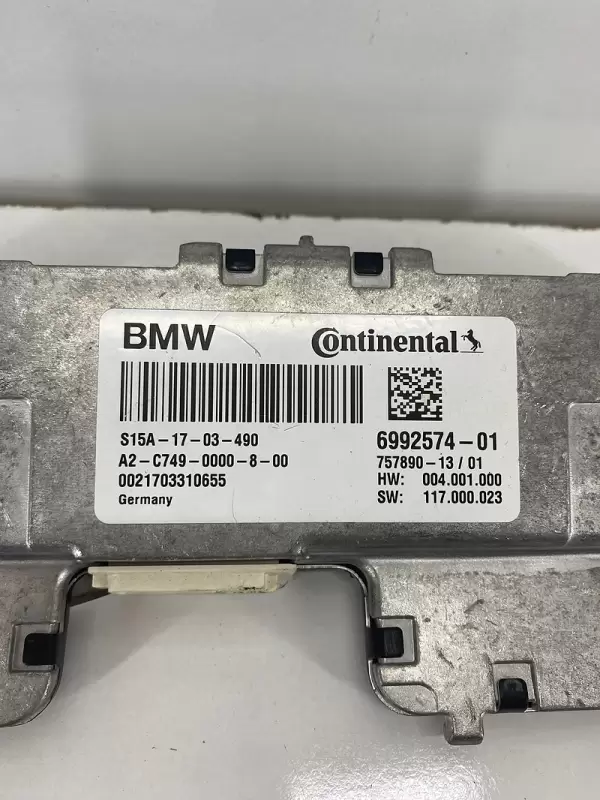 BMW Continental
S15A-17-03-490
A2-C749-0000-8-00
0021703310655
Germany
6992574-01
757890-13/01
HW: 004.001.000
SW: 117.000.023